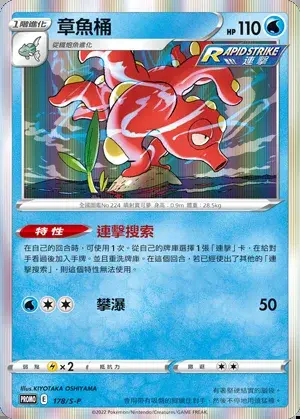 1階進化
章魚桶
HP 110
從鐵炮魚進化
RAPID STRIKE
連擊
全國圖鑑No.224 噴射寶可夢 身高:0.9m 體重:28.5kg
特性 連擊搜索
在自己的回合時,可使用1次。從自己的牌庫選擇1張「連擊」卡,在給對
手看過後加入手牌。並且重洗牌庫。在這個回合,若已經使出了其他的「連
擊搜索」,則這個特性無法使用。
攀瀑 50
弱點 ×2 抵抗力 撤退
Illus. KIYOTAKA OSHIYAMA
PROMO E 178/S-P
©2022 Pokémon/Nintendo/Creatures/GAME FREAK.